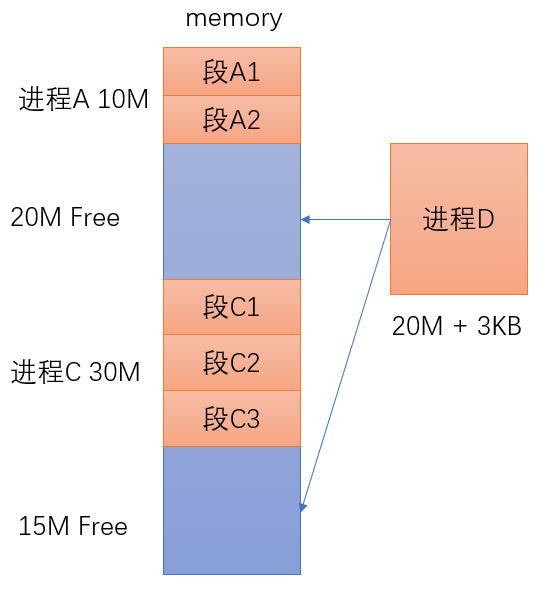 memory
进程A 10M
段A1
段A2
20M Free
进程D
20M + 3KB
进程C 30M
段C1
段C2
段C3
15M Free